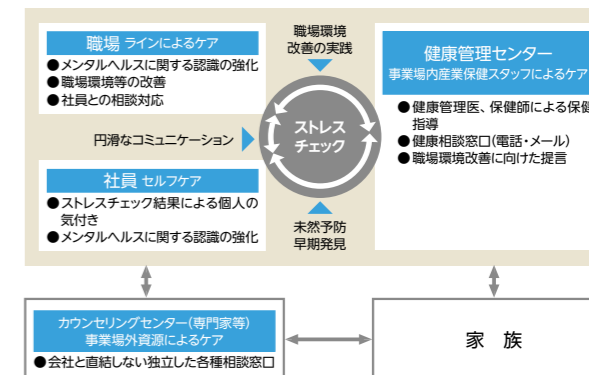 職場 ラインによるケア
●メンタルヘルスに関する認識の強化
●職場環境等の改善
●社員との相談対応
円滑なコミュニケーション
社員 セルフケア
●ストレスチェック結果による個人の
気付き
●メンタルヘルスに関する認識の強化
職場環境
改善の実践
ストレス
チェック
未然予防
早期発見
健康管理センター
事業場内産業保健スタッフによるケア
●健康管理医、保健師による保健
指導
●健康相談窓口(電話・メール)
●職場環境改善に向けた提言
カウンセリングセンター(専門家等)
事業場外資源によるケア
●会社と直結しない独立した各種相談窓口
家 族